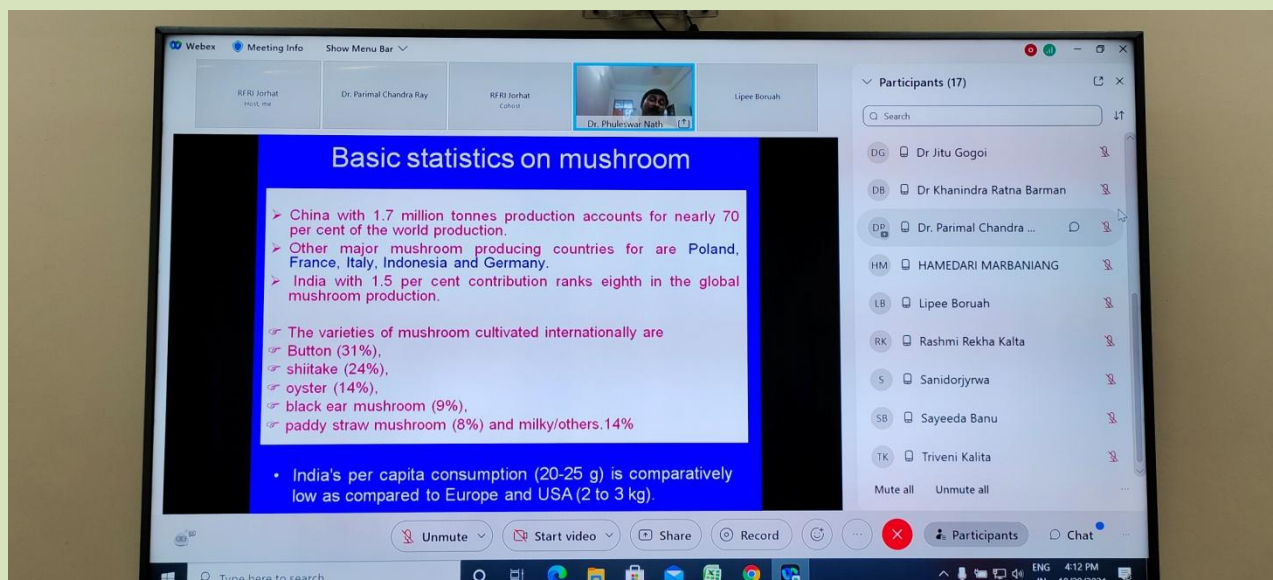 Webex Meeting Info Show Menu Bar
RFRI Jorhat
Host, me
Dr. Parimal Chandra Ray
RFRI Jorhat
Cohost
Dr. Phuleswar Nath
Lipee Boruah
Basic statistics on mushroom
➢ China with 1.7 million tonnes production accounts for nearly 70
per cent of the world production.
➢ Other major mushroom producing countries for are Poland,
France, Italy, Indonesia and Germany.
➢ India with 1.5 per cent contribution ranks eighth in the global
mushroom production.
☞ The varieties of mushroom cultivated internationally are
☞ Button (31%),
☞ shiitake (24%),
☞ oyster (14%),
☞ black ear mushroom (9%),
☞ paddy straw mushroom (8%) and milky/others.14%
• India's per capita consumption (20-25 g) is comparatively
low as compared to Europe and USA (2 to 3 kg).
Participants (17)
Search
DG Dr Jitu Gogoi
DB Dr Khanindra Ratna Barman
DP Dr. Parimal Chandra ...
HM HAMEDARI MARBANIANG
LB Lipee Boruah
RK Rashmi Rekha Kalta
S Sanidorjyrwa
SB Sayeeda Banu
TK Triveni Kalita
Mute all Unmute all ...
Unmute Start video Share Record ... Participants Chat ...
Type here to search
ENG 4:12 PM